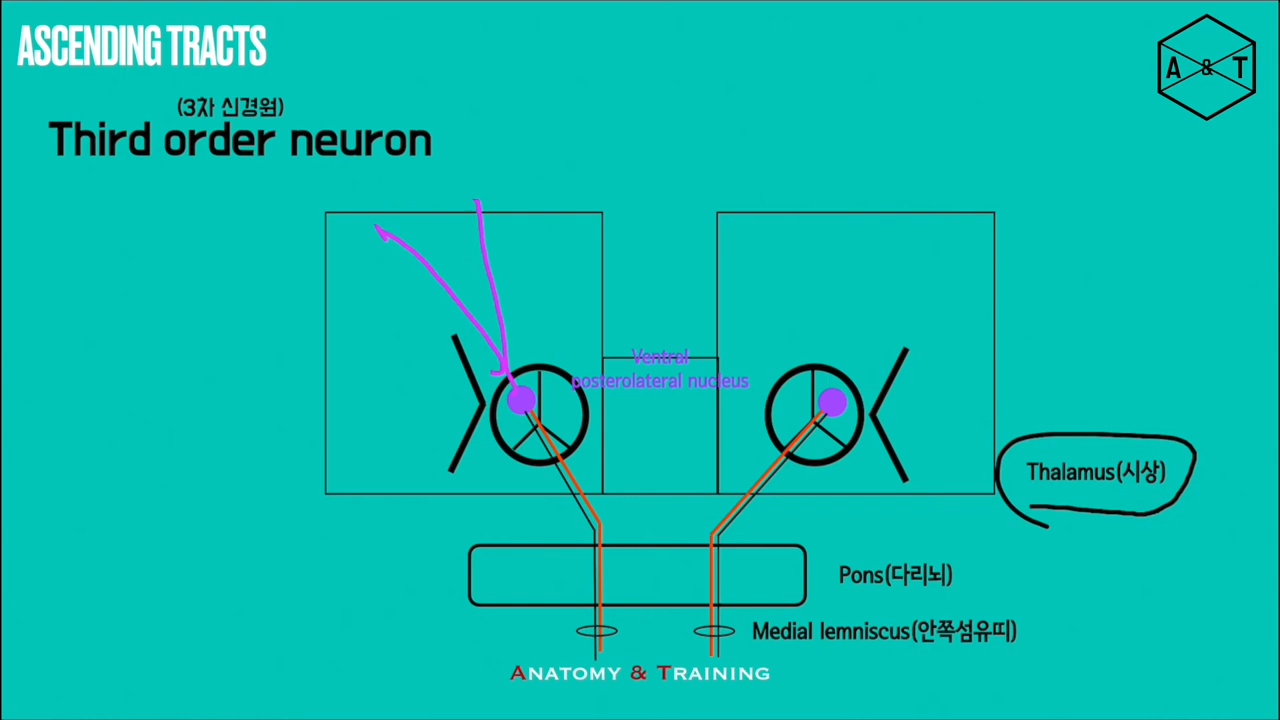 ASCENDING TRACTS
A & T
(3차 신경원)
Third order neuron
Ventral
posterolateral nucleus
Thalamus(시상)
Pons(다리뇌)
Medial lemniscus(안쪽섬유띠)
ANATOMY & TRAINING